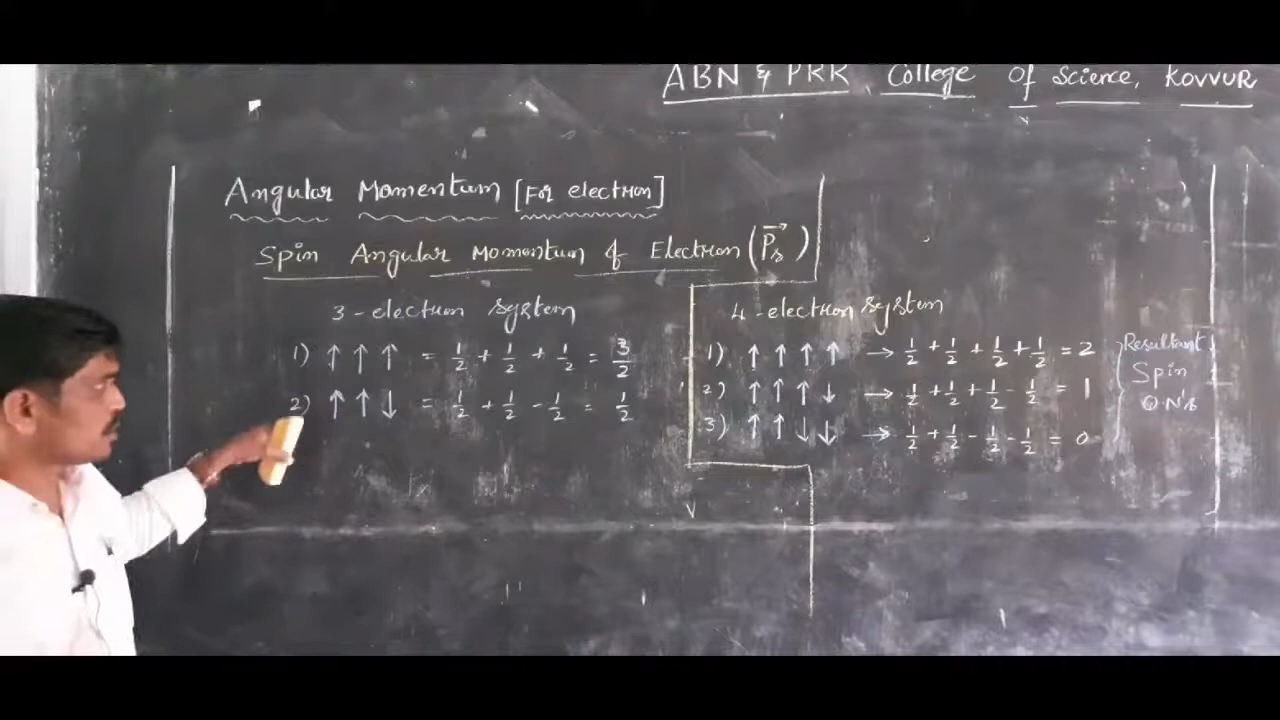 ABN & PRR College Of Science, KOVVUR
Angular Momentum [For electron]
Spin Angular Momentum of Electron (P⃗s)
3-electron system
1) ↑ ↑ ↑ = 1/2 + 1/2 + 1/2 = 3/2
2) ↑ ↑ ↓ = 1/2 + 1/2 - 1/2 = 1/2
4-electron system
1) ↑ ↑ ↑ ↑ → 1/2 + 1/2 + 1/2 + 1/2 = 2
2) ↑ ↑ ↑ ↓ → 1/2 + 1/2 + 1/2 - 1/2 = 1
3) ↑ ↑ ↓ ↓ → 1/2 + 1/2 - 1/2 - 1/2 = 0
Resultant
Spin
Q N's